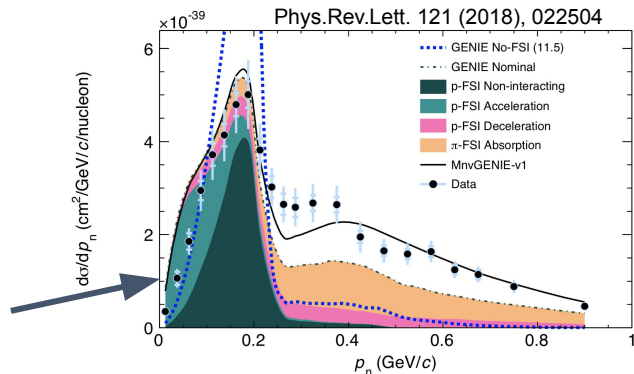 Phys.Rev.Lett. 121 (2018), 022504
×10⁻³⁹
GENIE No-FSI (11.5)
GENIE Nominal
p-FSI Non-interacting
p-FSI Acceleration
p-FSI Deceleration
π-FSI Absorption
MnvGENIE-v1
Data
dσ/dpₙ (cm²/GeV/c/nucleon)
6
4
2
0
0 0.2 0.4 0.6 0.8 1
pₙ (GeV/c)